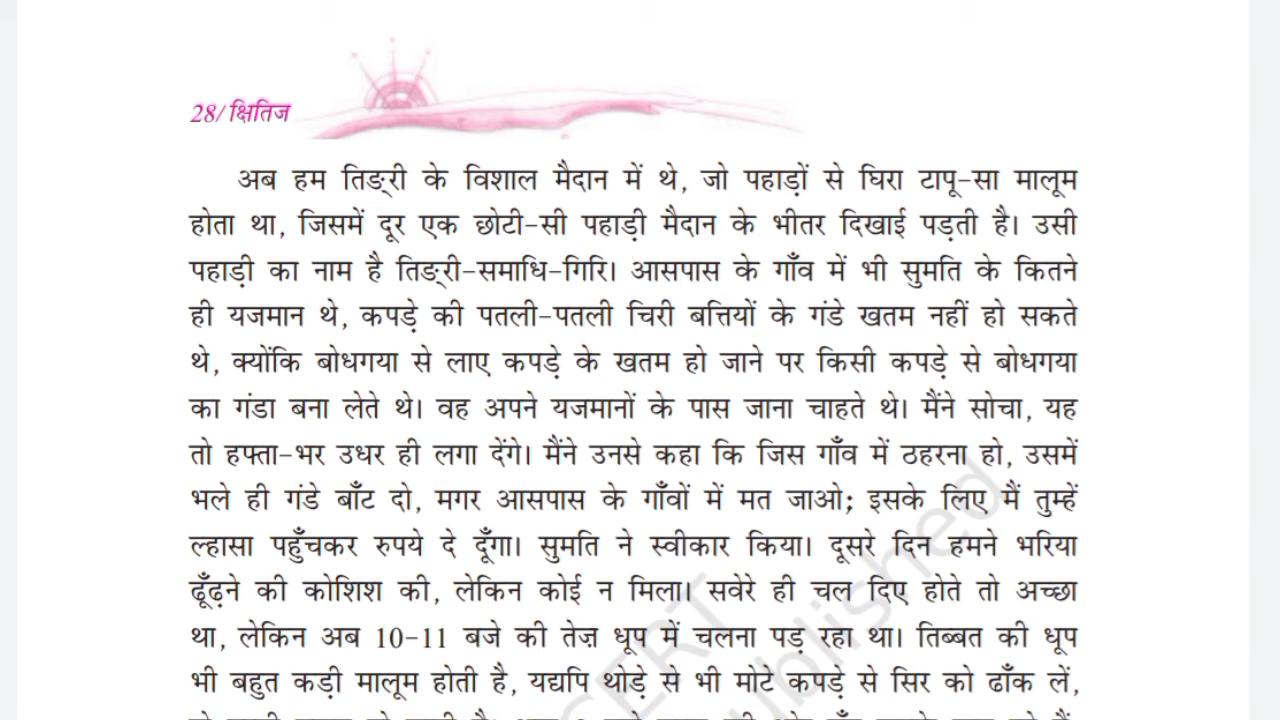 28/ क्षितिज
अब हम तिङ्री के विशाल मैदान में थे, जो पहाड़ों से घिरा टापू-सा मालूम
होता था, जिसमें दूर एक छोटी-सी पहाड़ी मैदान के भीतर दिखाई पड़ती है। उसी
पहाड़ी का नाम है तिङ्री-समाधि-गिरि। आसपास के गाँव में भी सुमति के कितने
ही यजमान थे, कपड़े की पतली-पतली चिरी बत्तियों के गंडे खतम नहीं हो सकते
थे, क्योंकि बोधगया से लाए कपड़े के खतम हो जाने पर किसी कपड़े से बोधगया
का गंडा बना लेते थे। वह अपने यजमानों के पास जाना चाहते थे। मैंने सोचा, यह
तो हफ्ता-भर उधर ही लगा देंगे। मैंने उनसे कहा कि जिस गाँव में ठहरना हो, उसमें
भले ही गंडे बाँट दो, मगर आसपास के गाँवों में मत जाओ; इसके लिए मैं तुम्हें
ल्हासा पहुँचकर रुपये दे दूँगा। सुमति ने स्वीकार किया। दूसरे दिन हमने भरिया
ढूँढ़ने की कोशिश की, लेकिन कोई न मिला। सवेरे ही चल दिए होते तो अच्छा
था, लेकिन अब 10-11 बजे की तेज़ धूप में चलना पड़ रहा था। तिब्बत की धूप
भी बहुत कड़ी मालूम होती है, यद्यपि थोड़े से भी मोटे कपड़े से सिर को ढाँक लें,